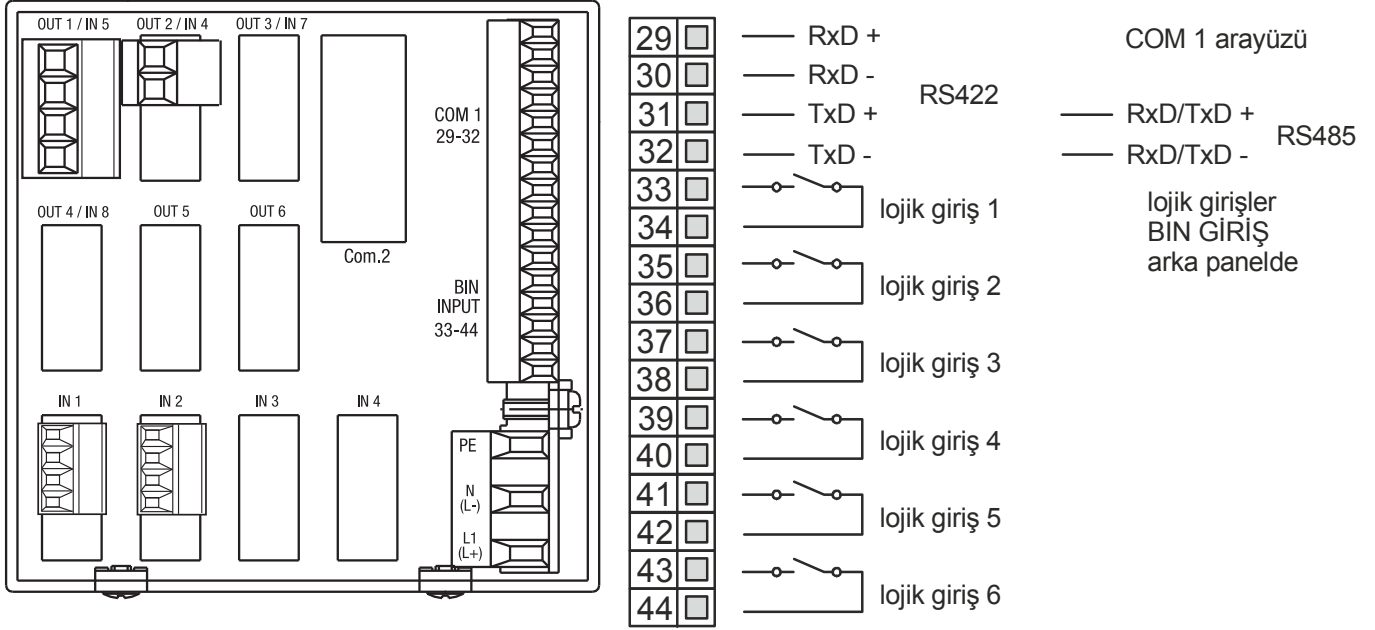 OUT 1 / IN 5
OUT 2 / IN 4
OUT 3 / IN 7
COM 1
29-32
OUT 4 / IN 8
OUT 5
OUT 6
Com.2
BIN
INPUT
33-44
IN 1
IN 2
IN 3
IN 4
PE
N
(L-)
L1
(L+)
29
RxD +
30
RxD -
31
TxD +
32
TxD -
RS422
33
34
lojik giriş 1
35
36
lojik giriş 2
37
38
lojik giriş 3
39
40
lojik giriş 4
41
42
lojik giriş 5
43
44
lojik giriş 6
COM 1 arayüzü
RxD/TxD +
RxD/TxD -
RS485
lojik girişler
BIN GİRİŞ
arka panelde